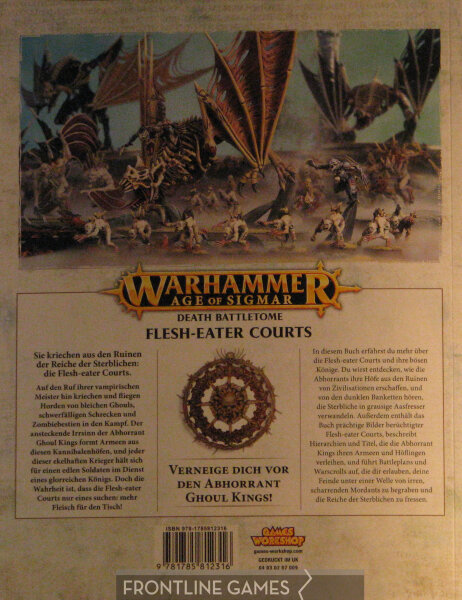 WARHAMMER
AGE OF SIGMAR
DEATH BATTLETOME
FLESH-EATER COURTS
Sie kriechen aus den Ruinen
der Reiche der Sterblichen:
die Flesh-eater Courts.
Auf den Ruf ihrer vampirischen
Meister hin kriechen und fliegen
Horden von bleichen Ghouls,
schwerfälligen Schrecken und
Zombiebestien in den Kampf. Der
ansteckende Irrsinn der Abhorrant
Ghoul Kings formt Armeen aus
diesen Kannibalenhöfen, und jeder
dieser ekelhaften Krieger hält sich
für einen edlen Soldaten im Dienst
eines glorreichen Königs. Doch die
Wahrheit ist, dass die Flesh-eater
Courts nur eines suchen: mehr
Fleisch für den Tisch!
VERNEIGE DICH VOR
DEN ABHORRANT
GHOUL KINGS!
In diesem Buch erfährst du mehr über
die Flesh-eater Courts und ihre bösen
Könige. Du wirst entdecken, wie die
Abhorrants ihre Höfe aus den Ruinen
von Zivilisationen erschaffen, und
von den dunklen Banketten hören,
die Sterbliche in grausige Aasfresser
verwandeln. Außerdem enthält das
Buch prächtige Bilder berüchtigter
Flesh-eater Courts, beschreibt
Hierarchien und Titel, die die Abhorrant
Kings ihren Armeen und Höflingen
verleihen, und führt Battleplans und
Warscrolls auf, die dir erlauben, deine
Feinde unter einer Welle von irren,
scharrenden Mordants zu begraben und
die Reiche der Sterblichen zu fressen.
ISBN 978-1785812316
9 781785 812316
GAMES
WORKSHOP
games-workshop.com
GEDRUCKT IM UK
FRONTLINE GAMES